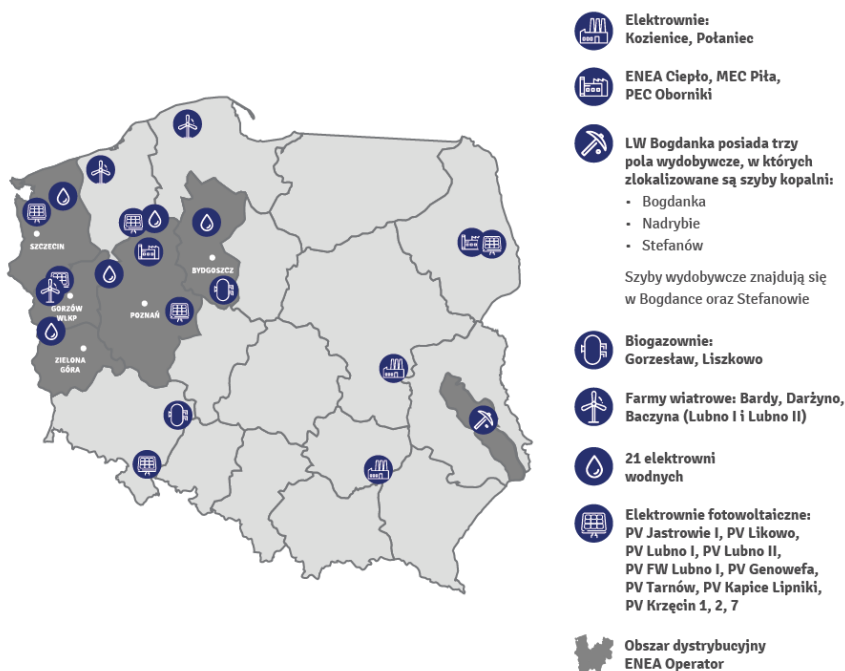 SZCZECIN
GORZÓW
WLKP
ZIELONA
GÓRA
POZNAŃ
BYDGOSZCZ
Elektrownie:
Kozienice, Połaniec
ENEA Ciepło, MEC Piła,
PEC Oborniki
LW Bogdanka posiada trzy
pola wydobywcze, w których
zlokalizowane są szyby kopalni:
• Bogdanka
• Nadrybie
• Stefanów
Szyby wydobywcze znajdują się
w Bogdance oraz Stefanowie
Biogazownie:
Gorzesław, Liszkowo
Farmy wiatrowe: Bardy, Darżyno,
Baczyna (Lubno I i Lubno II)
21 elektrowni
wodnych
Elektrownie fotowoltaiczne:
PV Jastrowie I, PV Likowo,
PV Lubno I, PV Lubno II,
PV FW Lubno I, PV Genowefa,
PV Tarnów, PV Kapice Lipniki,
PV Krzęcin 1, 2, 7
Obszar dystrybucyjny
ENEA Operator